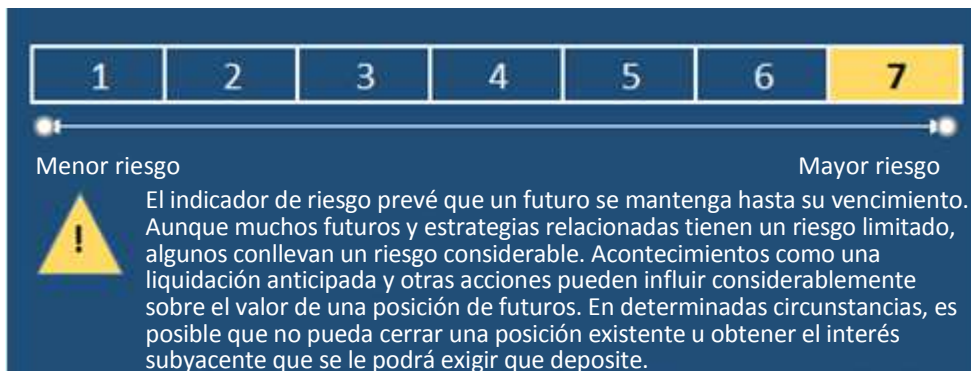 1 2 3 4 5 6 7
Menor riesgo Mayor riesgo
!
El indicador de riesgo prevé que un futuro se mantenga hasta su vencimiento.
Aunque muchos futuros y estrategias relacionadas tienen un riesgo limitado,
algunos conllevan un riesgo considerable. Acontecimientos como una
liquidación anticipada y otras acciones pueden influir considerablemente
sobre el valor de una posición de futuros. En determinadas circunstancias, es
posible que no pueda cerrar una posición existente u obtener el interés
subyacente que se le podrá exigir que deposite.